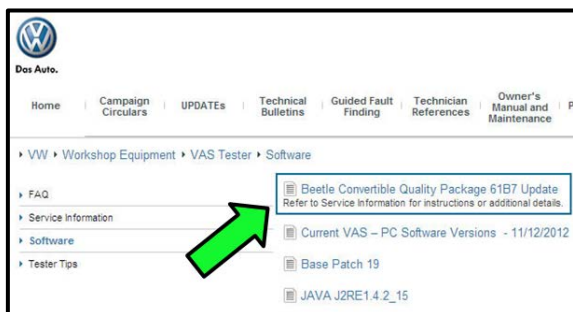 Das Auto.
Home
Campaign Circulars
UPDATEs
Technical Bulletins
Guided Fault Finding
Technician References
Owner's Manual and Maintenance
VW
Workshop Equipment
VAS Tester
Software
FAQ
Service Information
Software
Tester Tips
Beetle Convertible Quality Package 61B7 Update
Refer to Service Information for instructions or additional details.
Current VAS – PC Software Versions - 11/12/2012
Base Patch 19
JAVA J2RE1.4.2_15